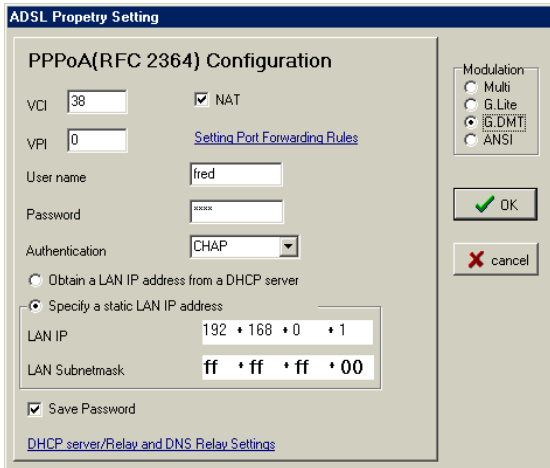 ADSL Propetry Setting
PPPoA(RFC 2364) Configuration
VCI 38
NAT
VPI 0
Setting Port Forwarding Rules
User name fred
Password xxxx
Authentication CHAP
Obtain a LAN IP address from a DHCP server
Specify a static LAN IP address
LAN IP 192 + 168 + 0 + 1
LAN Subnetmask ff + ff + ff + 00
Save Password
DHCP server/Relay and DNS Relay Settings
Modulation
Multi
G.Lite
G.DMT
ANSI
OK
cancel